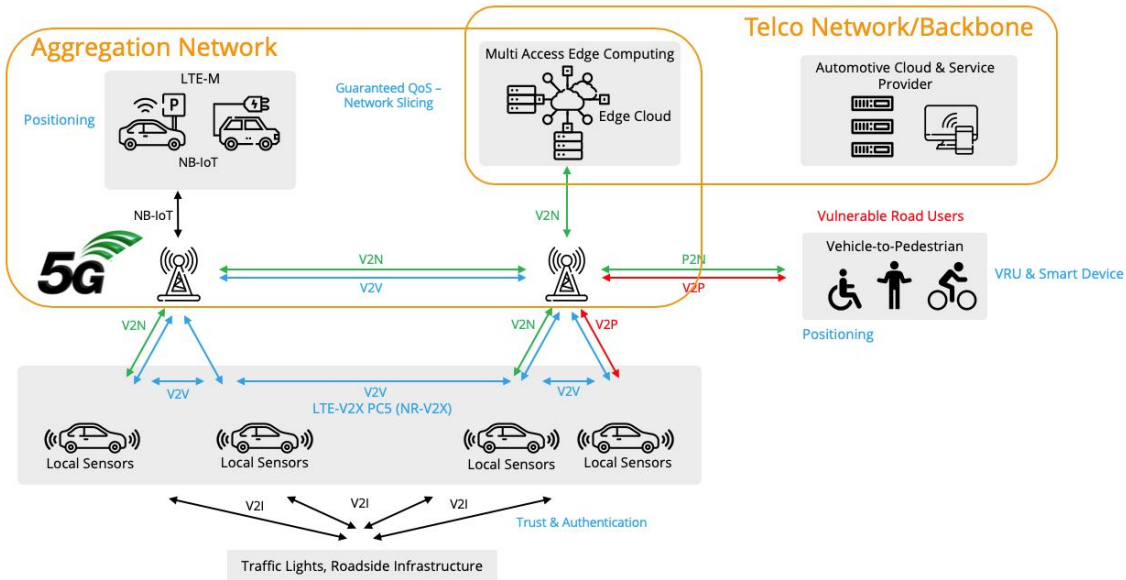 Aggregation Network
Telco Network/Backbone
LTE-M
P
Positioning
NB-IoT
Guaranteed QoS –
Network Slicing
Multi Access Edge Computing
Edge Cloud
Automotive Cloud & Service
Provider
NB-IoT
V2N
Vulnerable Road Users
5G
V2N
V2V
P2N
V2P
Vehicle-to-Pedestrian
VRU & Smart Device
Positioning
V2N
V2N
V2P
V2V
V2V
V2V
LTE-V2X PC5 (NR-V2X)
Local Sensors
Local Sensors
Local Sensors
Local Sensors
V2I
V2I
V2I
Trust & Authentication
Traffic Lights, Roadside Infrastructure